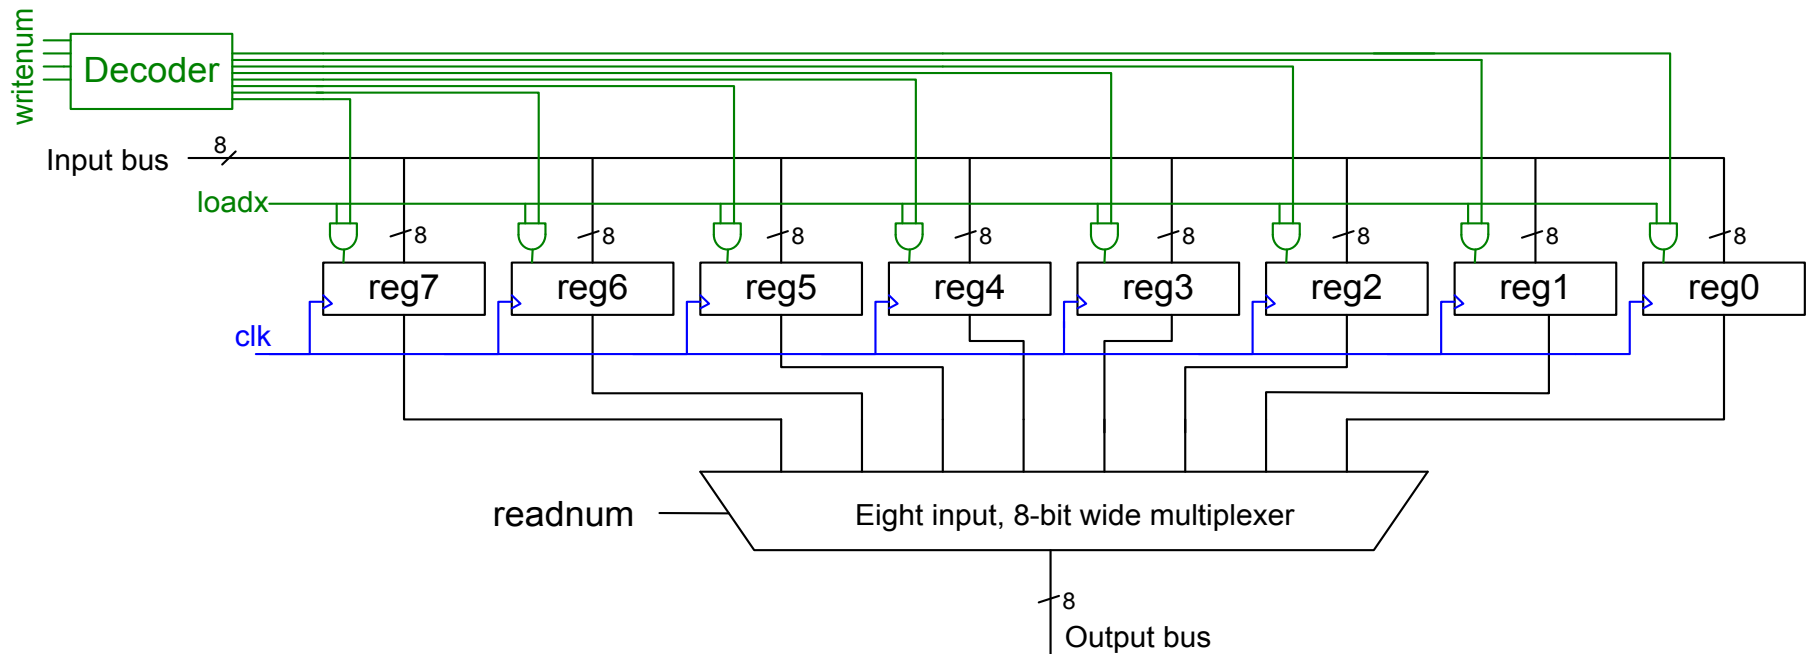 writenum
Decoder
Input bus
8
loadx
8 8 8 8 8 8 8 8
reg7 reg6 reg5 reg4 reg3 reg2 reg1 reg0
clk
readnum
Eight input, 8-bit wide multiplexer
8
Output bus